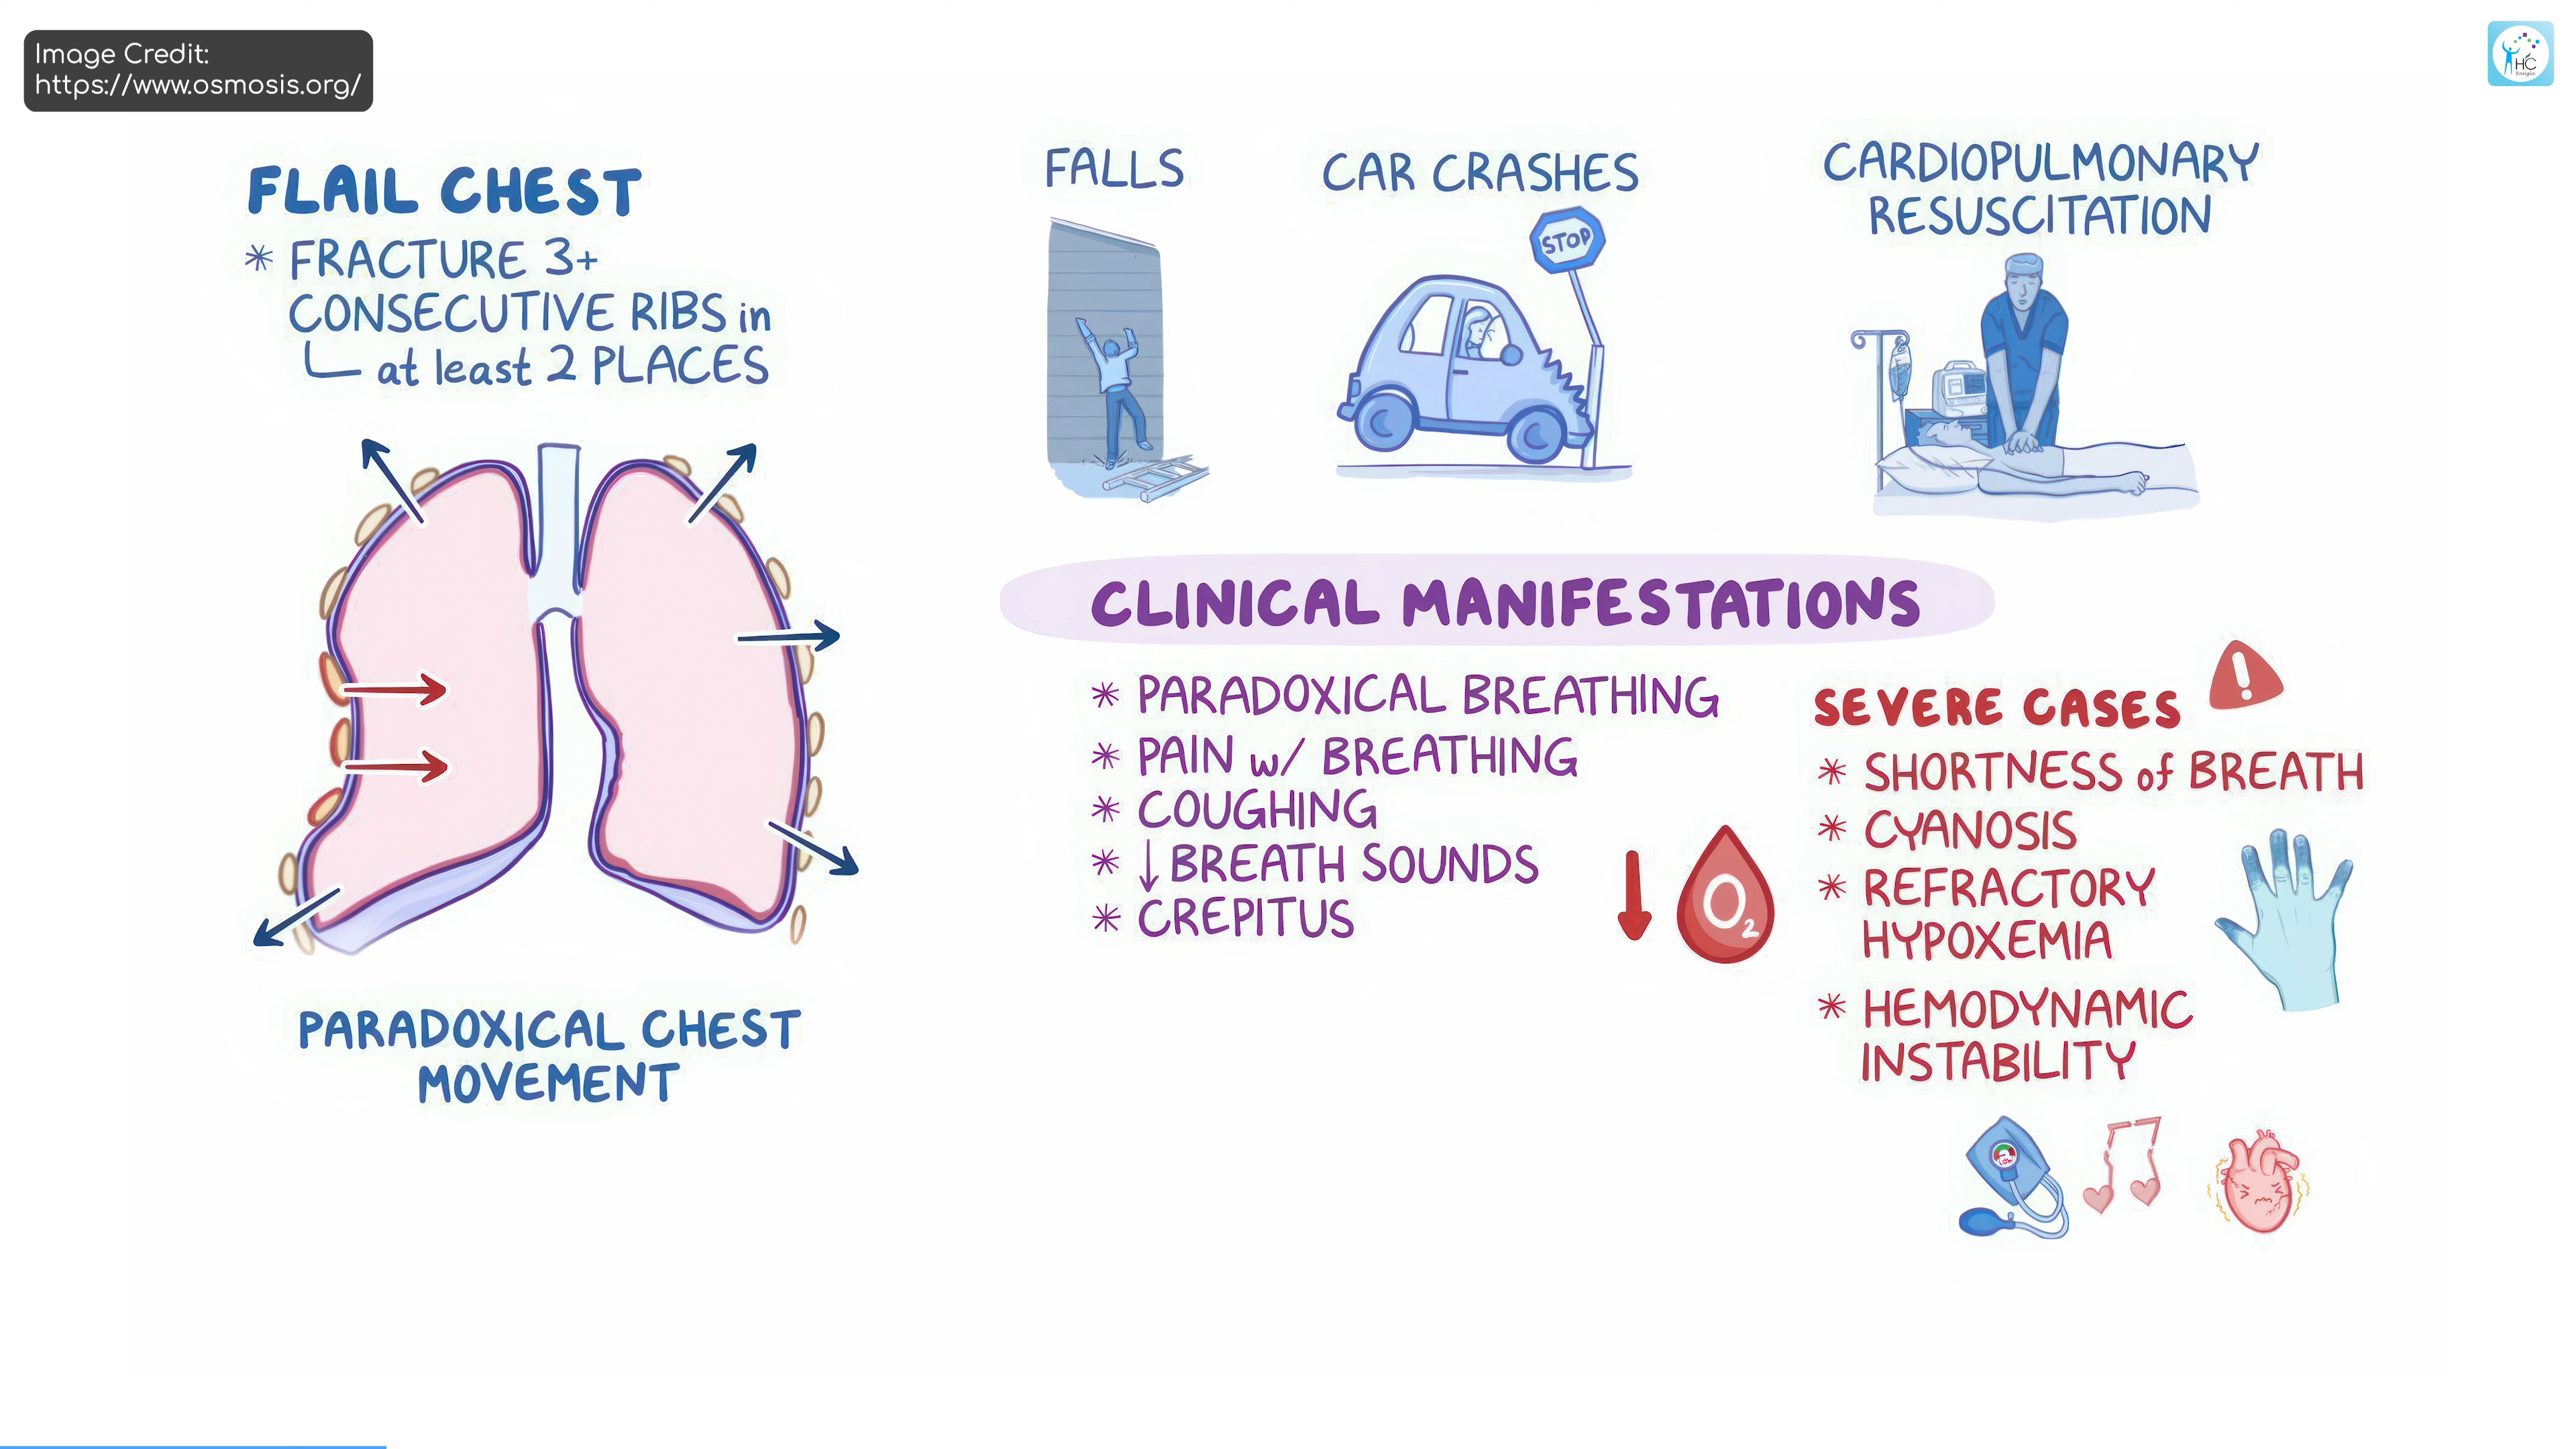 Image Credit:
https://www.osmosis.org/
HC
FLAIL CHEST
* FRACTURE 3+
CONSECUTIVE RIBS in
at least 2 PLACES
PARADOXICAL CHEST
MOVEMENT
FALLS
CAR CRASHES
STOP
CARDIOPULMONARY
RESUSCITATION
CLINICAL MANIFESTATIONS
* PARADOXICAL BREATHING
* PAIN w/ BREATHING
* COUGHING
* ↓ BREATH SOUNDS
* CREPITUS
↓ O₂
SEVERE CASES !
* SHORTNESS of BREATH
* CYANOSIS
* REFRACTORY
HYPOXEMIA
* HEMODYNAMIC
INSTABILITY
LOW